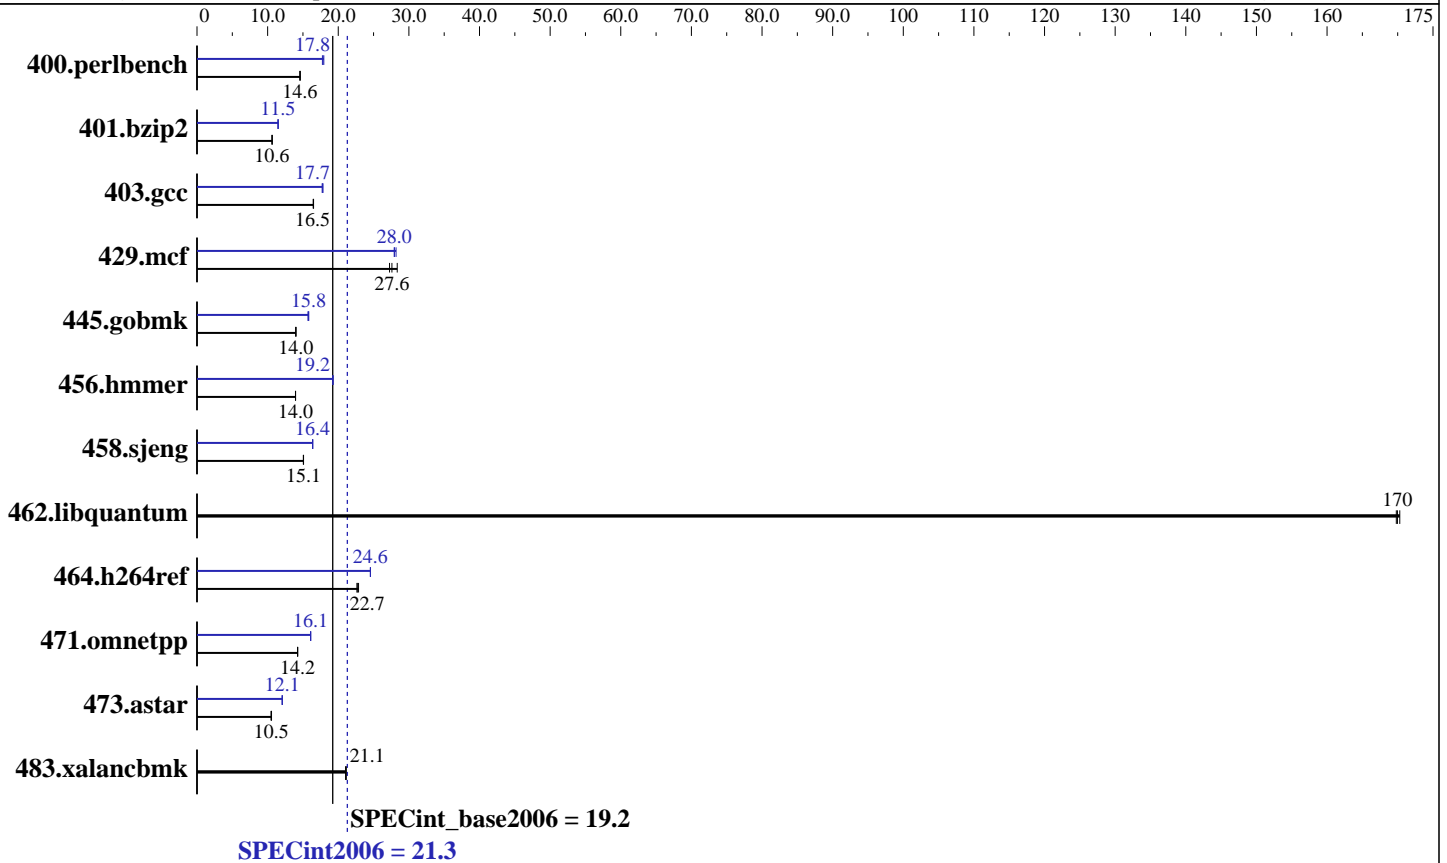 0 10.0 20.0 30.0 40.0 50.0 60.0 70.0 80.0 90.0 100 110 120 130 140 150 160 175
17.8
400.perlbench
14.6
11.5
401.bzip2
10.6
17.7
403.gcc
16.5
28.0
429.mcf
27.6
15.8
445.gobmk
14.0
19.2
456.hmmer
14.0
16.4
458.sjeng
15.1
170
462.libquantum
24.6
464.h264ref
22.7
16.1
471.omnetpp
14.2
12.1
473.astar
10.5
21.1
483.xalancbmk
SPECint_base2006 = 19.2
SPECint2006 = 21.3